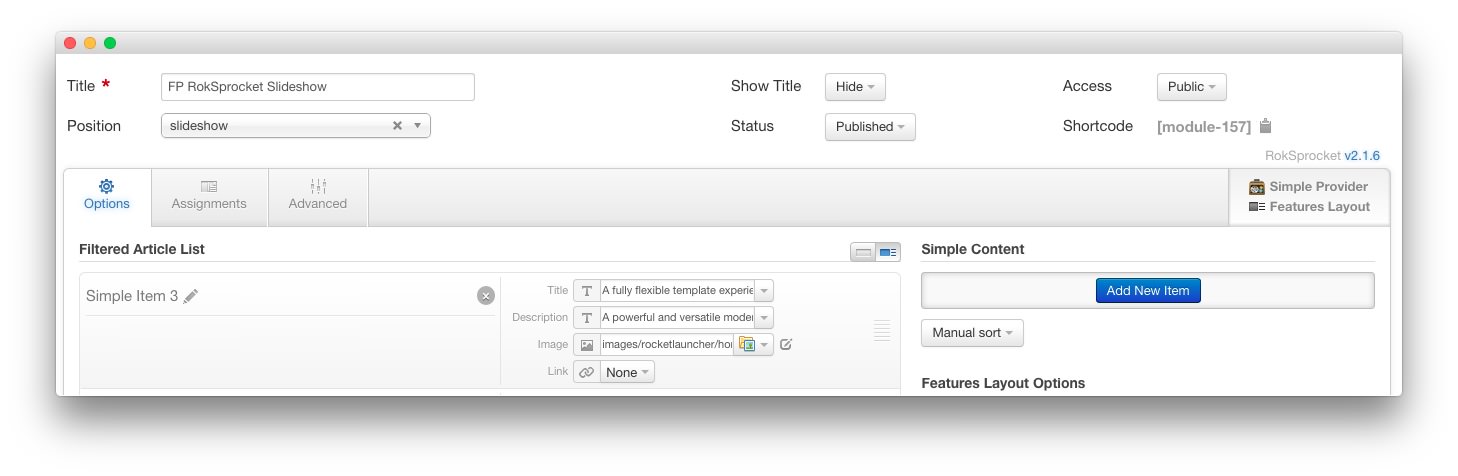 Title * FP RokSprocket Slideshow Show Title Hide Access Public
Position slideshow Status Published Shortcode [module-157]
RokSprocket v2.1.6
Options Assignments Advanced
Simple Provider
Features Layout
Filtered Article List
Simple Item 3
Title T A fully flexible template experie
Description T A powerful and versatile moder
Image images/rocketlauncher/hor
Link None
Simple Content
Add New Item
Manual sort
Features Layout Options